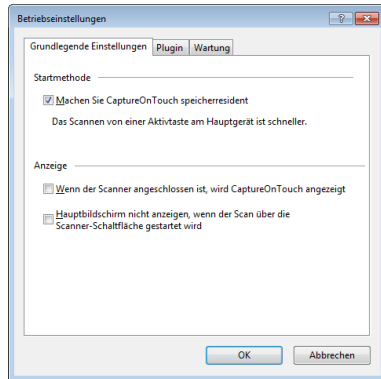 Betriebseinstellungen
Grundlegende Einstellungen Plugin Wartung
Startmethode
Machen Sie CaptureOnTouch speicherresident
Das Scannen von einer Aktivtaste am Hauptgerät ist schneller.
Anzeige
Wenn der Scanner angeschlossen ist, wird CaptureOnTouch angezeigt
Hauptbildschirm nicht anzeigen, wenn der Scan über die
Scanner-Schaltfläche gestartet wird
OK Abbrechen